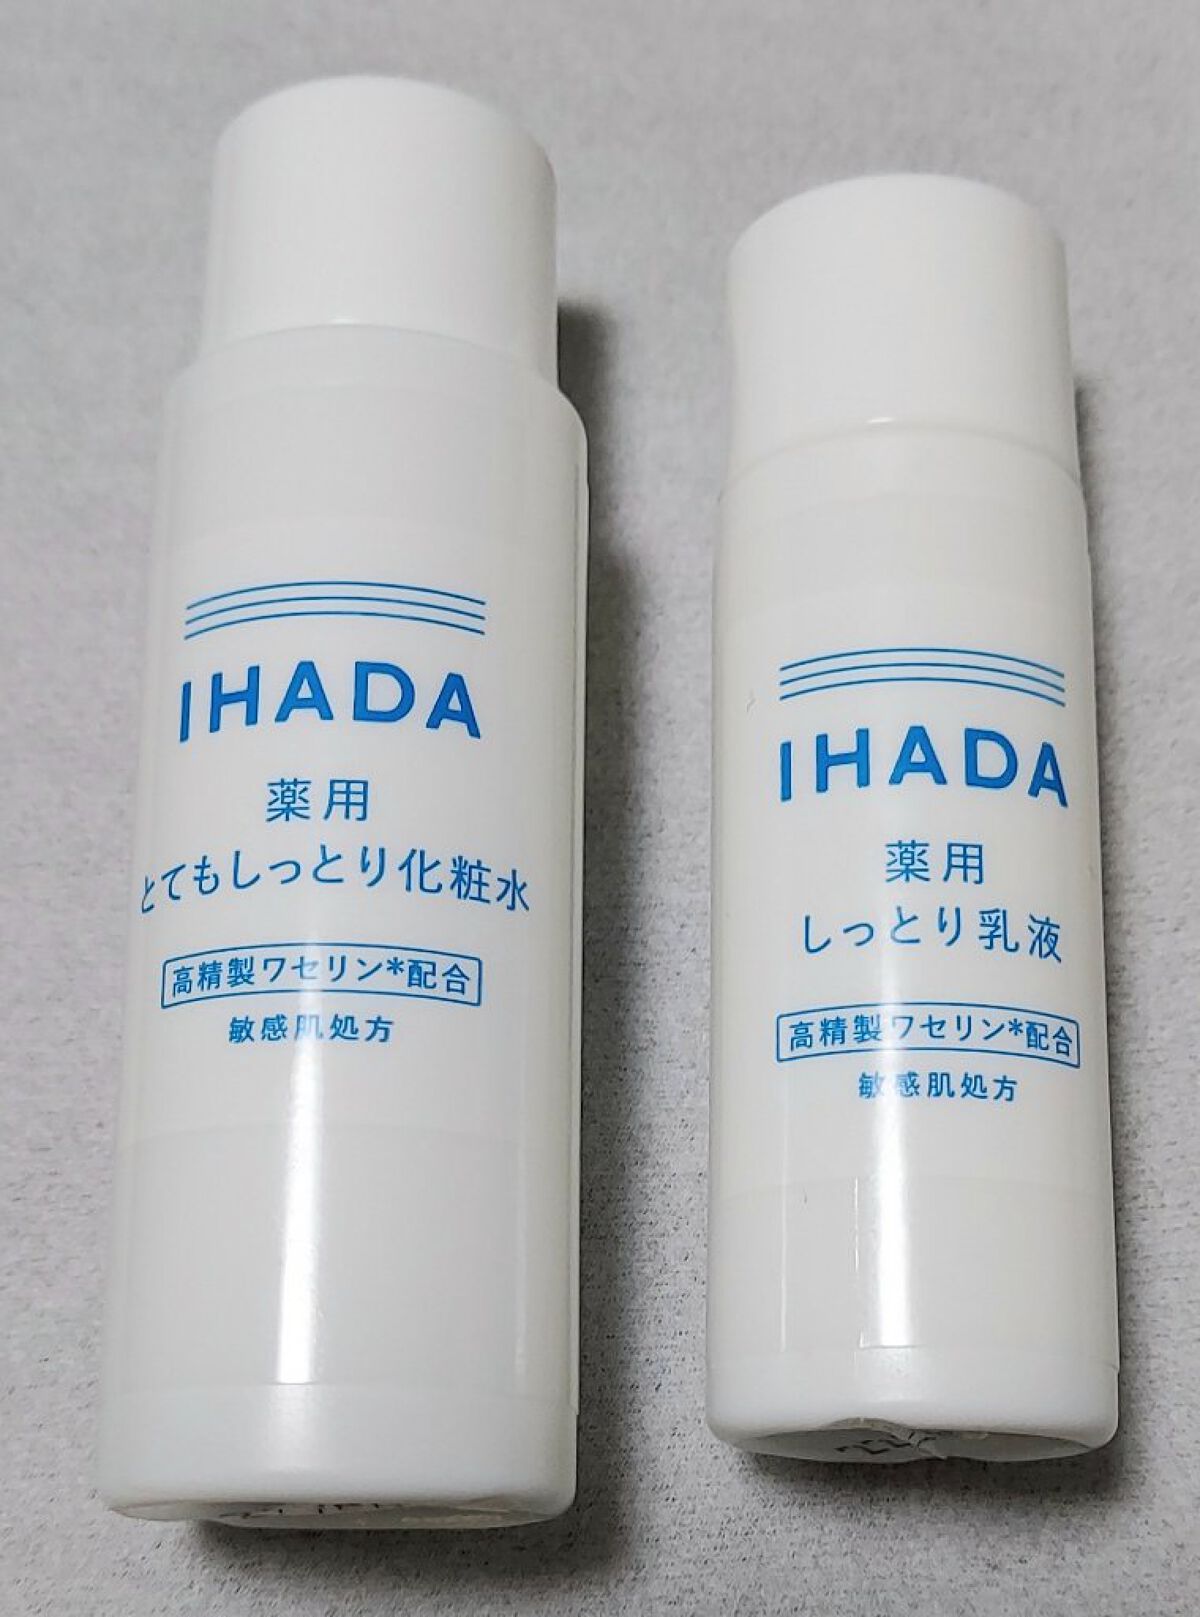 IHADA
薬用
とてもしっとり化粧水
高精製ワセリン*配合
敏感肌処方
IHADA
薬用
しっとり乳液
高精製ワセリン*配合
敏感肌処方